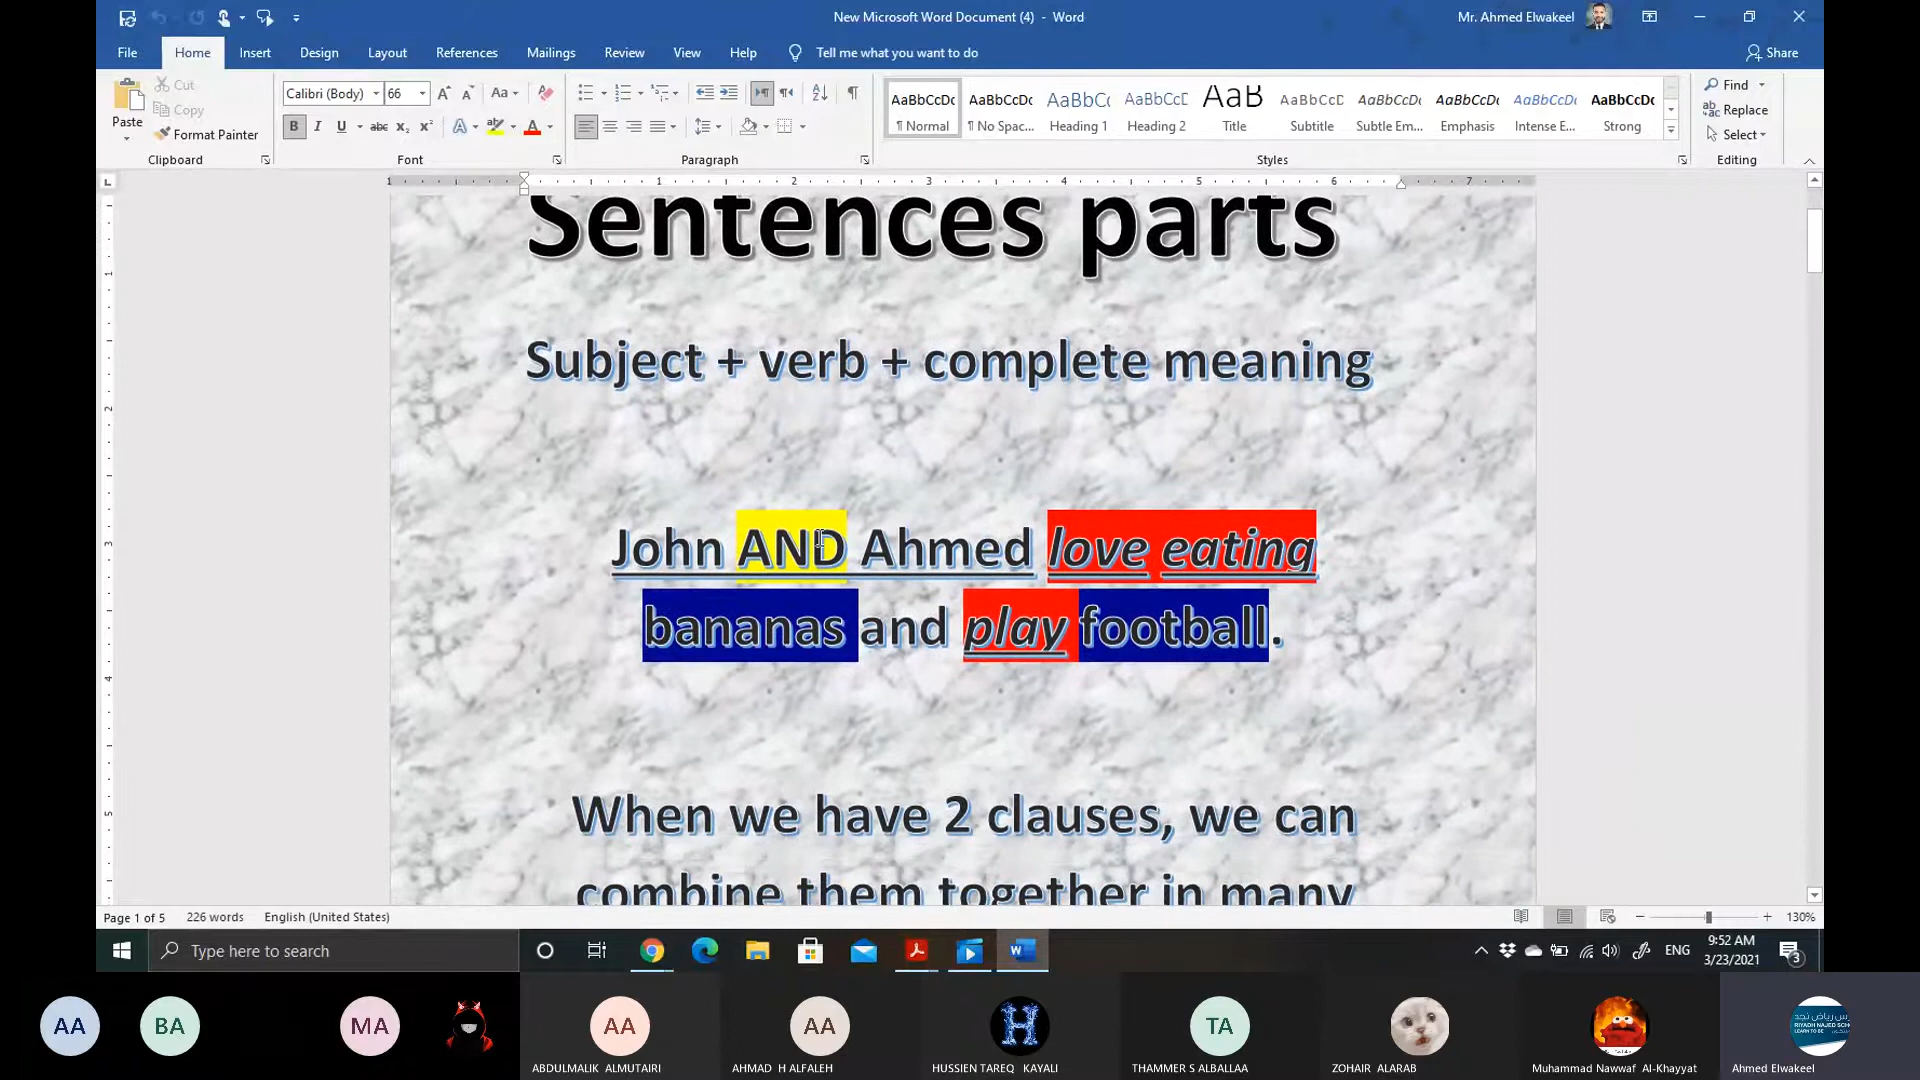 New Microsoft Word Document (4) - Word
Mr. Ahmed Elwakeel
File Home Insert Design Layout References Mailings Review View Help Tell me what you want to do Share
Paste Cut Copy Format Painter
Calibri (Body) 66
AaBbCcDc AaBbCcDc AaBbCc AaBbCcC AaB AaBbCcD AaBbCcDc AaBbCcDc AaBbCcDc AaBbCcDc
¶ Normal ¶ No Spac... Heading 1 Heading 2 Title Subtitle Subtle Em... Emphasis Intense E... Strong
Find Replace Select
Clipboard Font Paragraph Styles Editing
Sentences parts
Subject + verb + complete meaning
John AND Ahmed love eating
bananas and play football.
When we have 2 clauses, we can
combine them together in many
Page 1 of 5 226 words English (United States) 130%
Type here to search
ENG
9:52 AM
3/23/2021
3
AA BA MA AA AA H TA
ABDULMALIK ALMUTAIRI AHMAD H ALFALEH HUSSIEN TAREQ KAYALI THAMMER S ALBALLAA ZOHAIR ALARAB Muhammad Nawwaf Al-Khayyat Ahmed Elwakeel